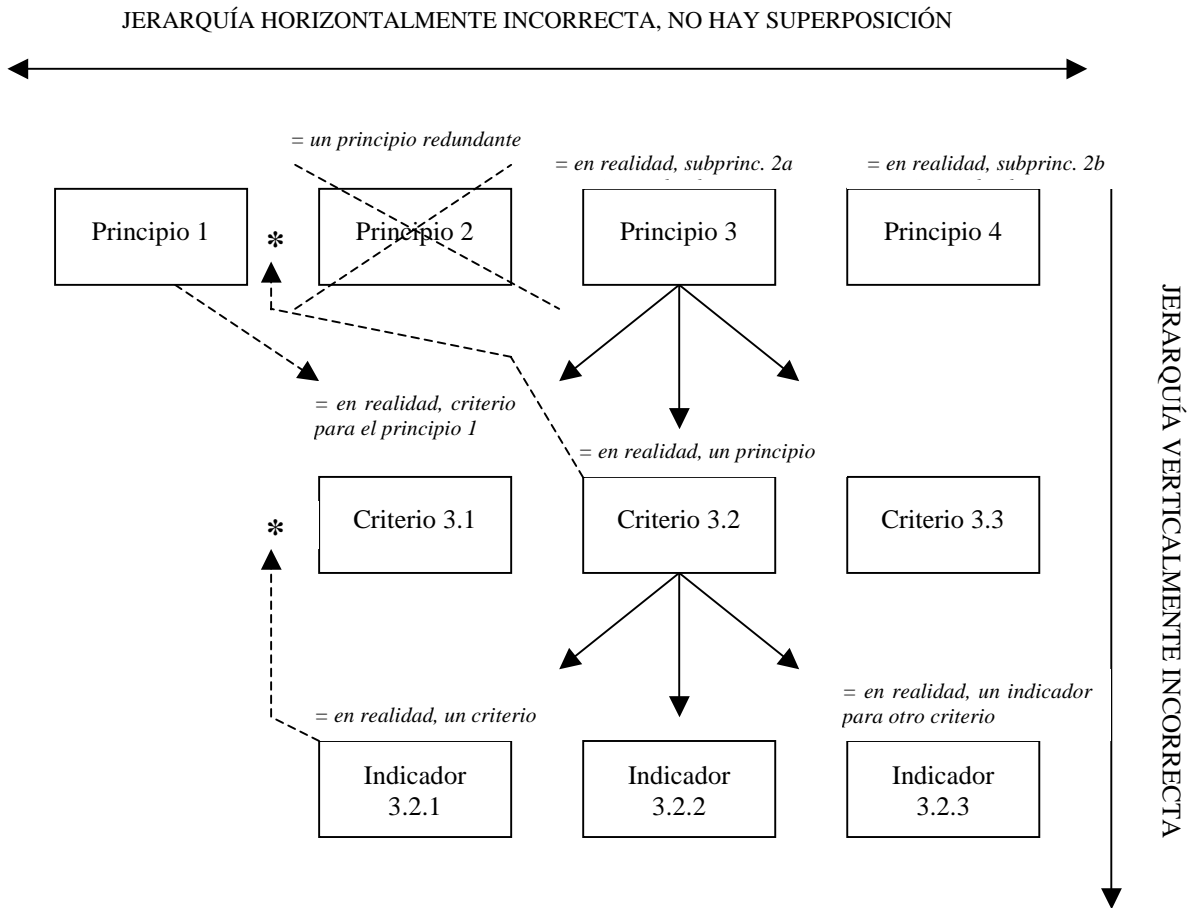 JERARQUÍA HORIZONTALMENTE INCORRECTA, NO HAY SUPERPOSICIÓN
= un principio redundante
= en realidad, subprinc. 2a
= en realidad, subprinc. 2b
Principio 1
*
Principio 2
Principio 3
Principio 4
= en realidad, criterio
para el principio 1
= en realidad, un principio
*
Criterio 3.1
Criterio 3.2
Criterio 3.3
= en realidad, un criterio
= en realidad, un indicador
para otro criterio
Indicador
3.2.1
Indicador
3.2.2
Indicador
3.2.3
JERARQUÍA VERTICALMENTE INCORRECTA